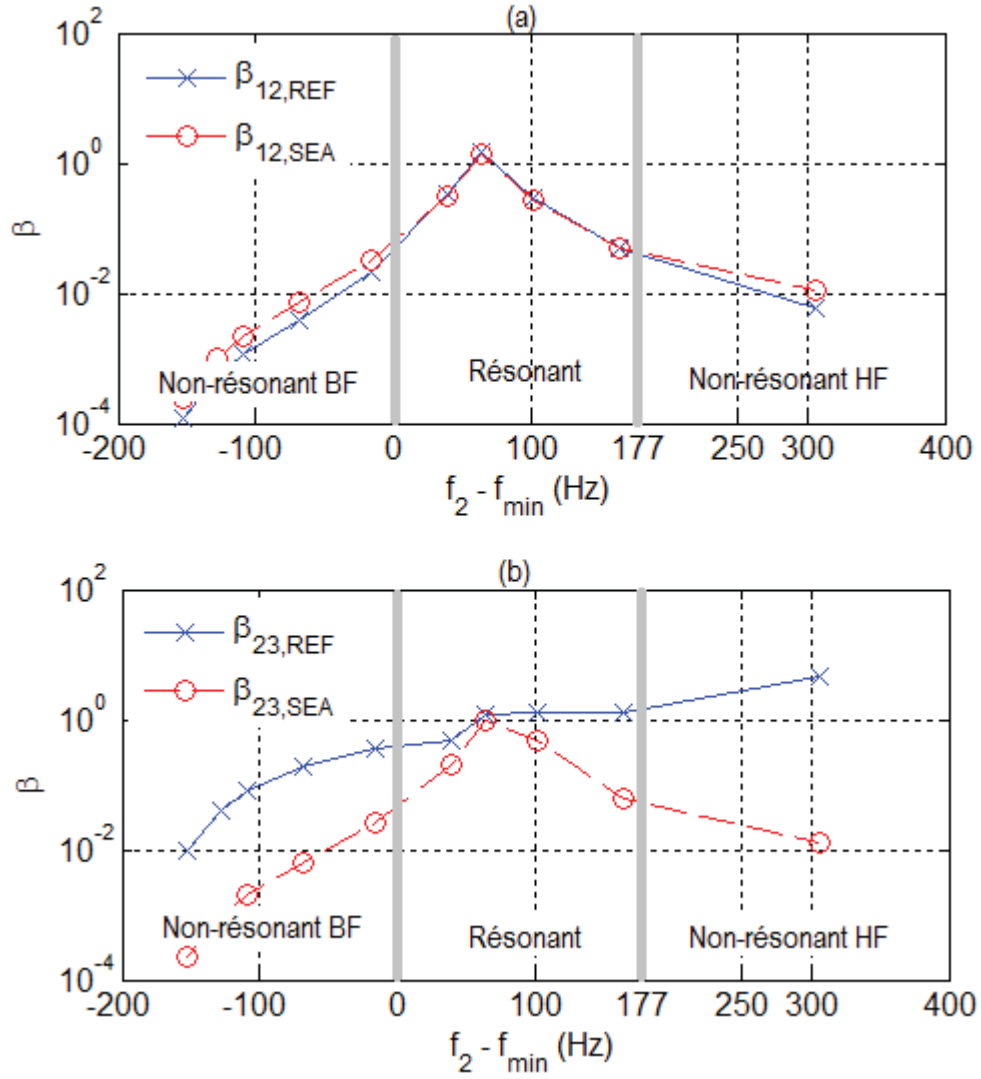 (a)
10^2
β_12,REF
β_12,SEA
10^0
β
10^-2
Non-résonant BF
Résonant
Non-résonant HF
10^-4
-200 -100 0 100 177 250 300 400
f_2 - f_min (Hz)
(b)
10^2
β_23,REF
β_23,SEA
10^0
β
10^-2
Non-résonant BF
Résonant
Non-résonant HF
10^-4
-200 -100 0 100 177 250 300 400
f_2 - f_min (Hz)